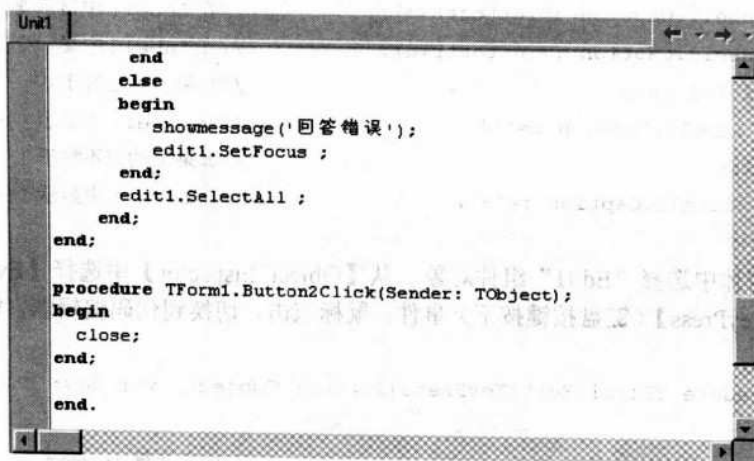 Unit1
end
else
begin
showmessage('回答错误');
edit1.SetFocus ;
end;
edit1.SelectAll ;
end;
end;
procedure TForm1.Button2Click(Sender: TObject);
begin
close;
end;
end.